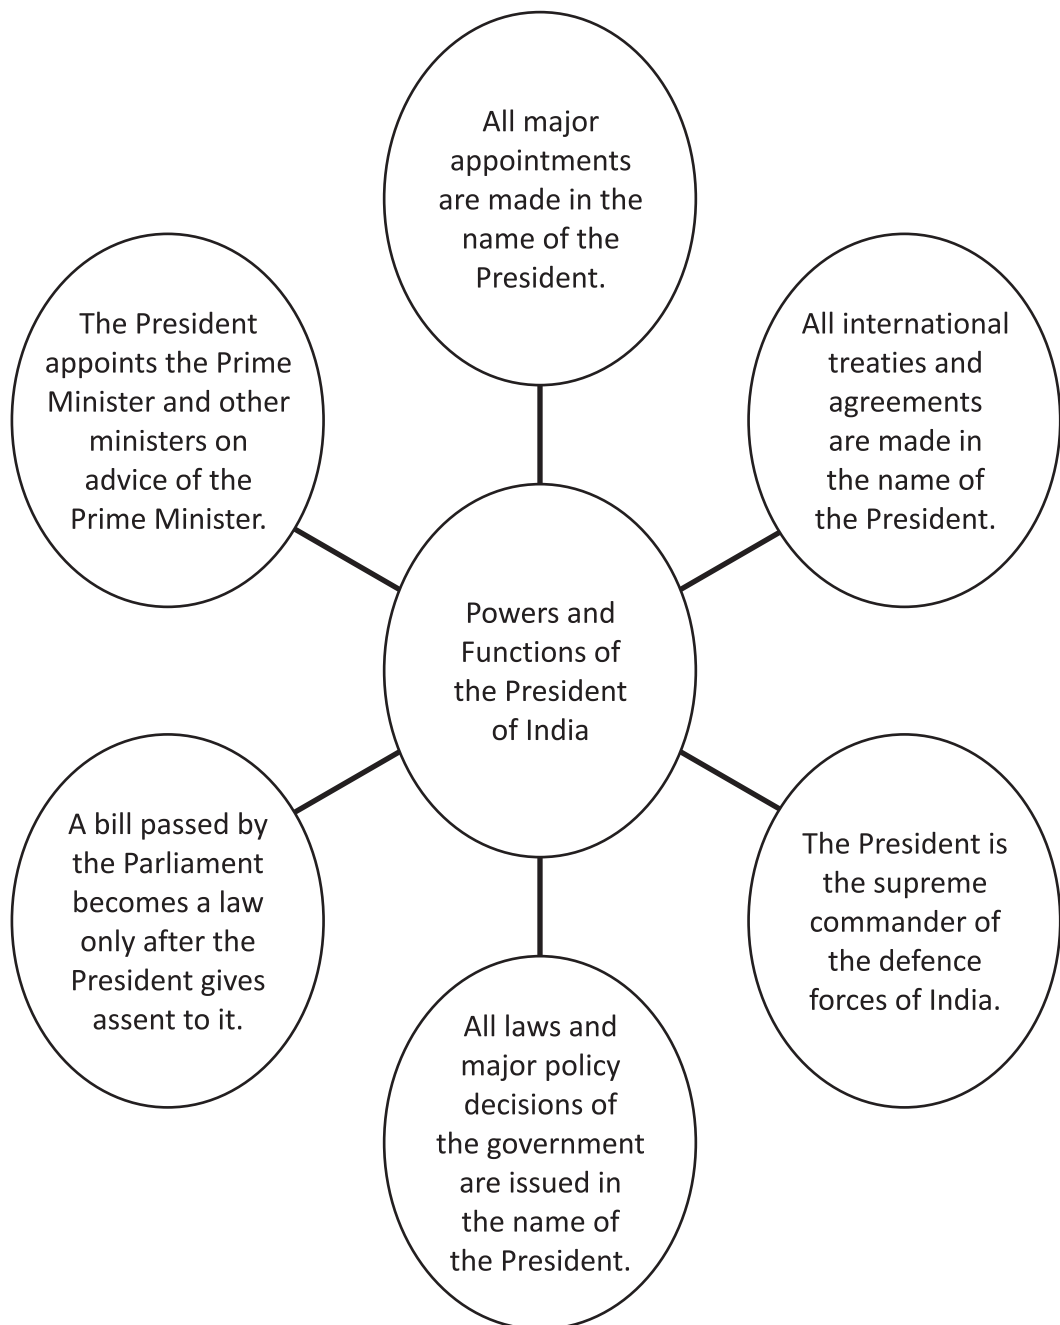 All major
appointments
are made in the
name of the
President.
The President
appoints the Prime
Minister and other
ministers on
advice of the
Prime Minister.
All international
treaties and
agreements
are made in
the name of
the President.
Powers and
Functions of
the President
of India
A bill passed by
the Parliament
becomes a law
only after the
President gives
assent to it.
The President is
the supreme
commander of
the defence
forces of India.
All laws and
major policy
decisions of
the government
are issued in
the name of
the President.